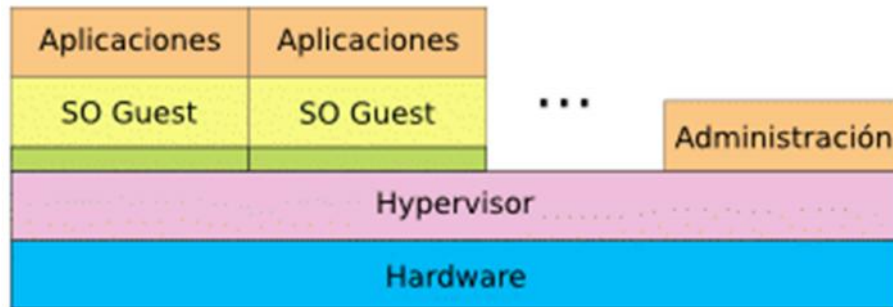 Aplicaciones Aplicaciones
SO Guest SO Guest
...
Administración
Hypervisor
Hardware